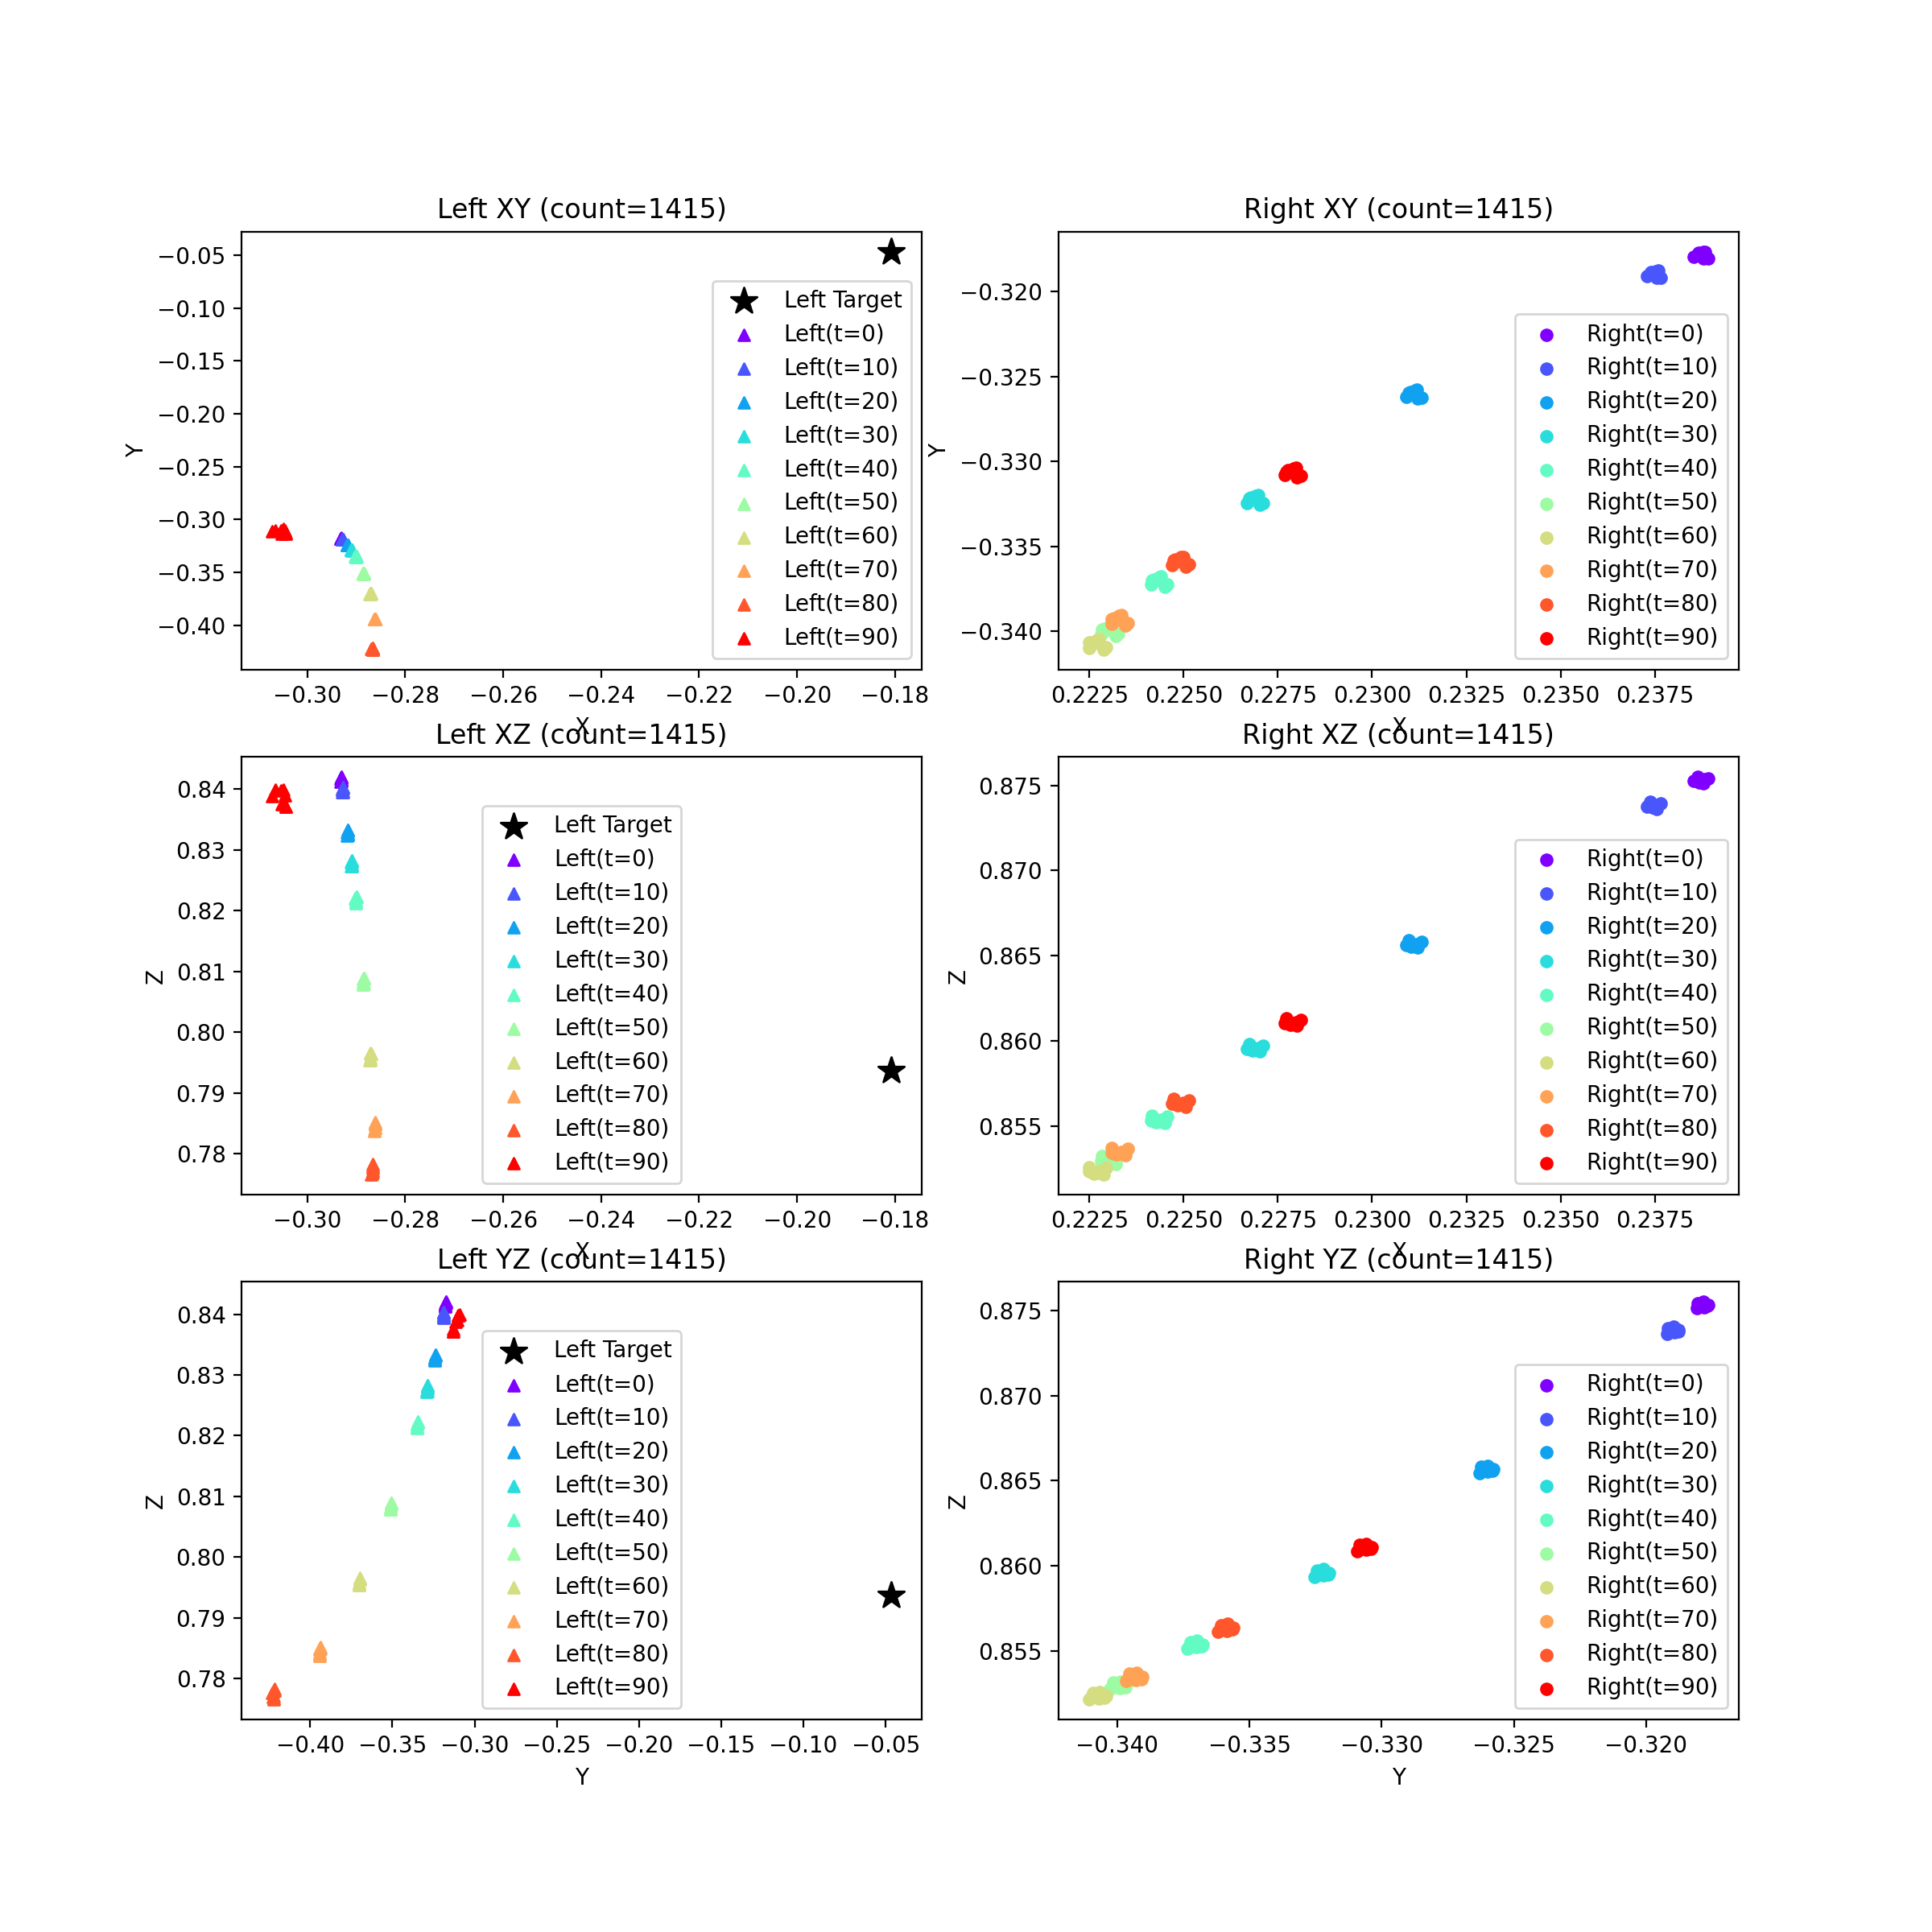 Left XY (count=1415)
−0.05
−0.10
−0.15
−0.20
−0.25
−0.30
−0.35
−0.40
Y
Left Target
Left(t=0)
Left(t=10)
Left(t=20)
Left(t=30)
Left(t=40)
Left(t=50)
Left(t=60)
Left(t=70)
Left(t=80)
Left(t=90)
−0.30 −0.28 −0.26 −0.24 −0.22 −0.20 −0.18
X
Right XY (count=1415)
−0.320
−0.325
−0.330
−0.335
−0.340
Y
Right(t=0)
Right(t=10)
Right(t=20)
Right(t=30)
Right(t=40)
Right(t=50)
Right(t=60)
Right(t=70)
Right(t=80)
Right(t=90)
0.2225 0.2250 0.2275 0.2300 0.2325 0.2350 0.2375
X
Left XZ (count=1415)
0.84
0.83
0.82
0.81
0.80
0.79
0.78
Z
Left Target
Left(t=0)
Left(t=10)
Left(t=20)
Left(t=30)
Left(t=40)
Left(t=50)
Left(t=60)
Left(t=70)
Left(t=80)
Left(t=90)
−0.30 −0.28 −0.26 −0.24 −0.22 −0.20 −0.18
X
Right XZ (count=1415)
0.875
0.870
0.865
0.860
0.855
Z
Right(t=0)
Right(t=10)
Right(t=20)
Right(t=30)
Right(t=40)
Right(t=50)
Right(t=60)
Right(t=70)
Right(t=80)
Right(t=90)
0.2225 0.2250 0.2275 0.2300 0.2325 0.2350 0.2375
X
Left YZ (count=1415)
0.84
0.83
0.82
0.81
0.80
0.79
0.78
Z
Left Target
Left(t=0)
Left(t=10)
Left(t=20)
Left(t=30)
Left(t=40)
Left(t=50)
Left(t=60)
Left(t=70)
Left(t=80)
Left(t=90)
−0.40 −0.35 −0.30 −0.25 −0.20 −0.15 −0.10 −0.05
Y
Right YZ (count=1415)
0.875
0.870
0.865
0.860
0.855
Z
Right(t=0)
Right(t=10)
Right(t=20)
Right(t=30)
Right(t=40)
Right(t=50)
Right(t=60)
Right(t=70)
Right(t=80)
Right(t=90)
−0.340 −0.335 −0.330 −0.325 −0.320
Y